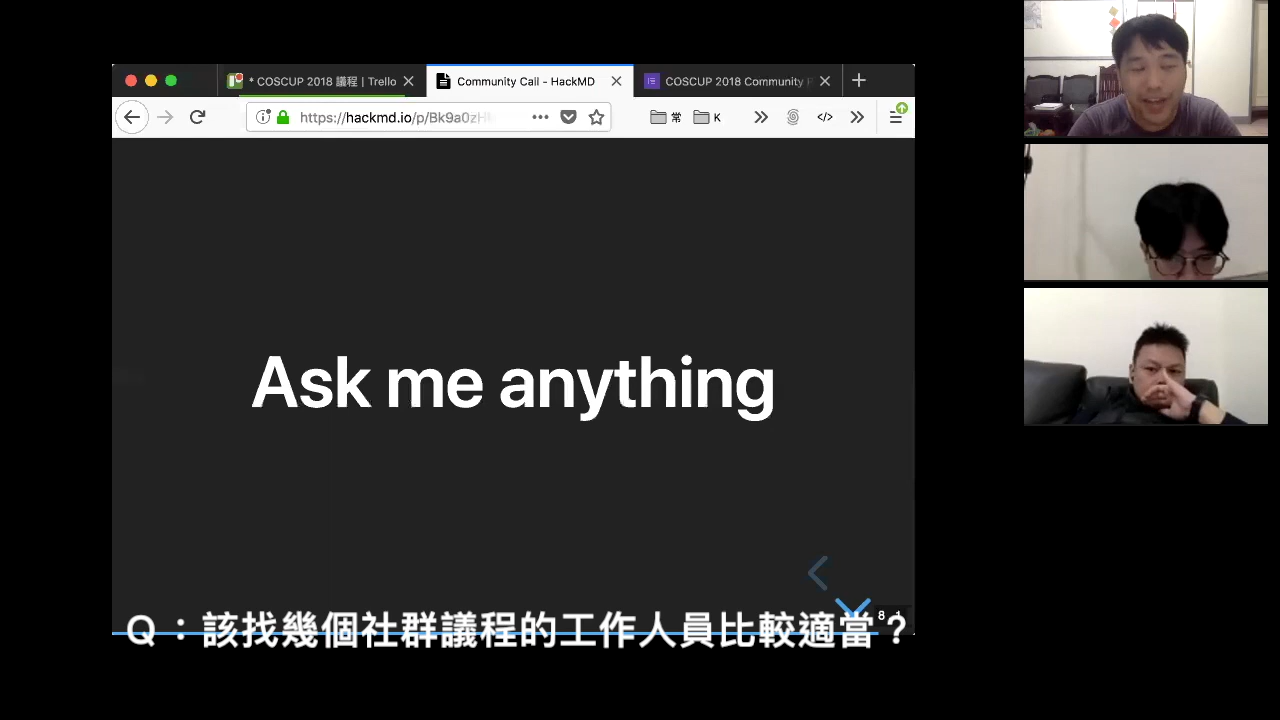 * COSCUP 2018 議程 | Trello
Community Call - HackMD
COSCUP 2018 Community
https://hackmd.io/p/Bk9a0zH
常
K
Ask me anything
Q：該找幾個社群議程的工作人員比較適當？